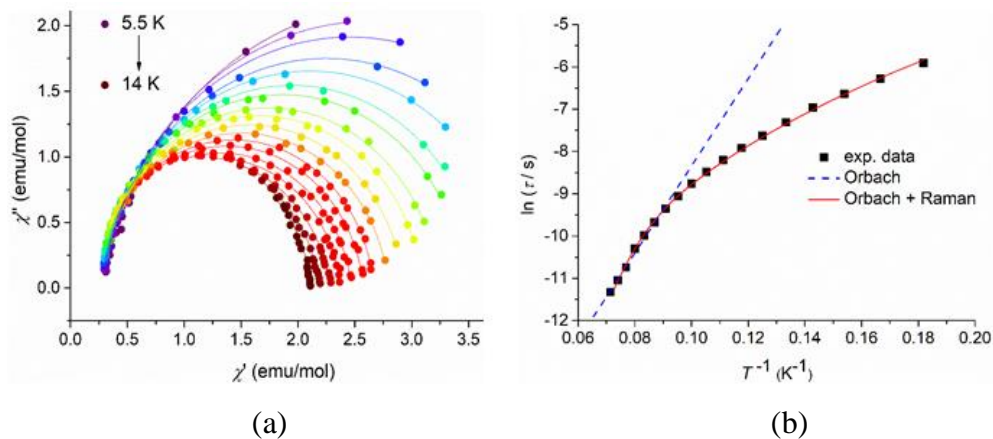 5.5 K
14 K
2.0
1.5
1.0
0.5
0.0
χ" (emu/mol)
0.0 0.5 1.0 1.5 2.0 2.5 3.0 3.5
χ' (emu/mol)
(a)
-5
-6
-7
-8
-9
-10
-11
-12
ln (τ / s)
exp. data
Orbach
Orbach + Raman
0.06 0.08 0.10 0.12 0.14 0.16 0.18 0.20
T⁻¹ (K⁻¹)
(b)